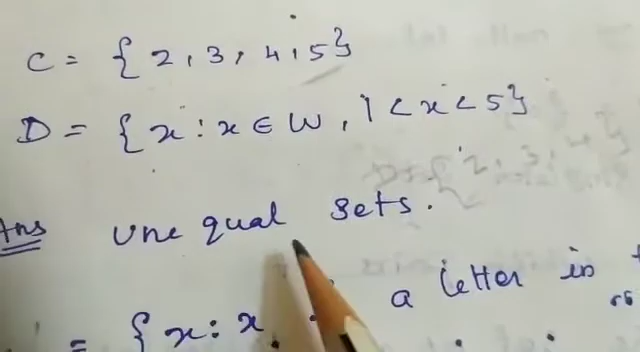 C = { 2, 3, 4, 5}
D = { x : x ∈ W, 1 < x < 5}
D = { 2, 3, 4 }
Ans unequal sets.
= { x : x a letter in